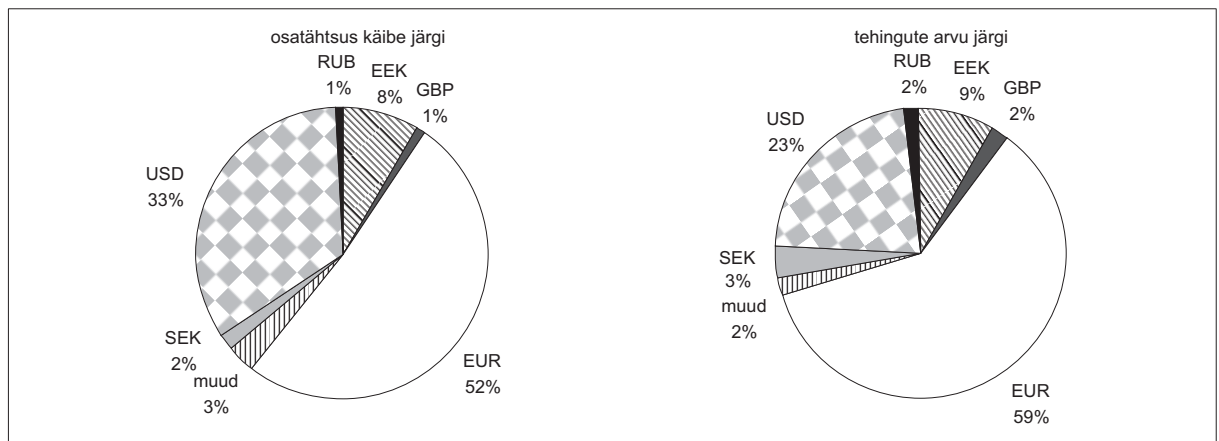 osatähtsus käibe järgi
RUB
1%
EEK
8%
GBP
1%
USD
33%
SEK
2%
muud
3%
EUR
52%
tehingute arvu järgi
RUB
2%
EEK
9%
GBP
2%
USD
23%
SEK
3%
muud
2%
EUR
59%